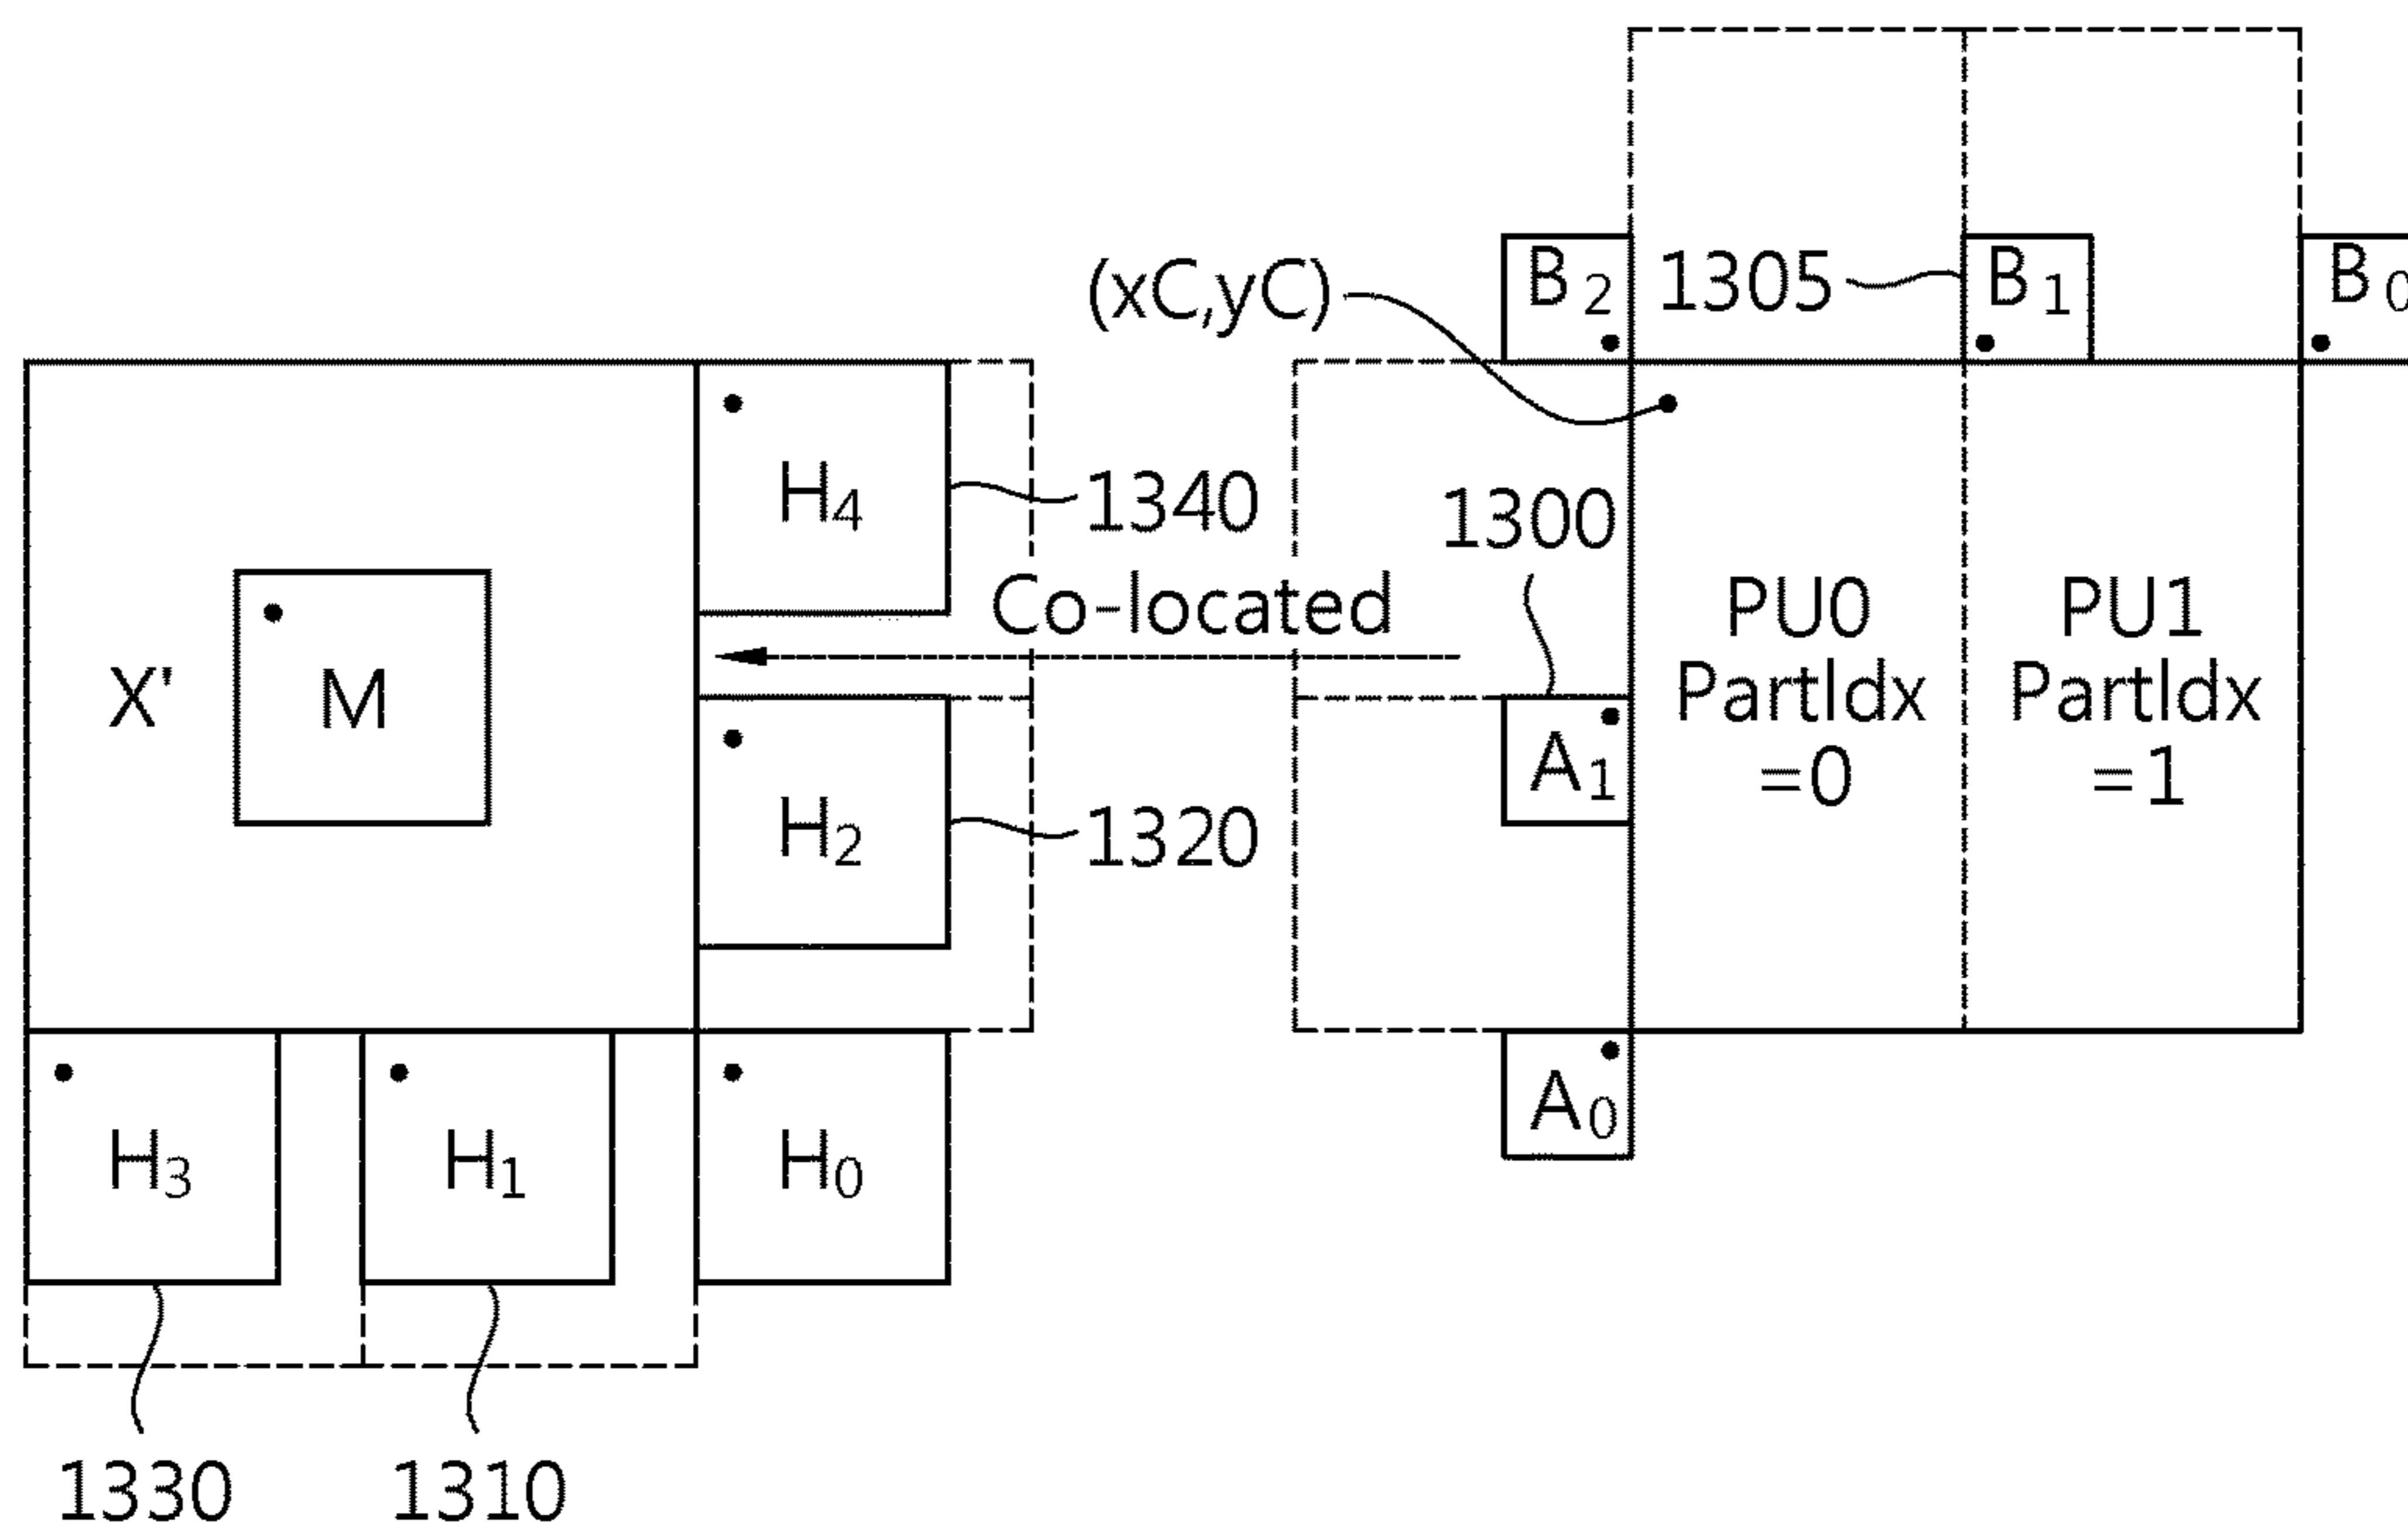 B2 1305 B1 B0
(xC,yC)
H4 1340
1300
Co-located
X' M
PU0 PU1
PartIdx PartIdx
=0 =1
A1
H2 1320
A0
H3 H1 H0
1330 1310